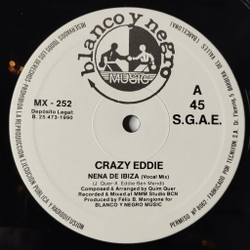 blanco y negro
MUSIC
MX - 252
Depósito Legal
B. 25.473-1990
A
45
S.G.A.E.
CRAZY EDDIE
NENA DE IBIZA (Vocal Mix)
J. Quer-A. Eddie Ben Mendo
Composed & Arranged by Quim Quer
Recorded & Mixed at MMM Studio BCN
Produced by Félix B. Mangione for
BLANCO Y NEGRO MUSIC